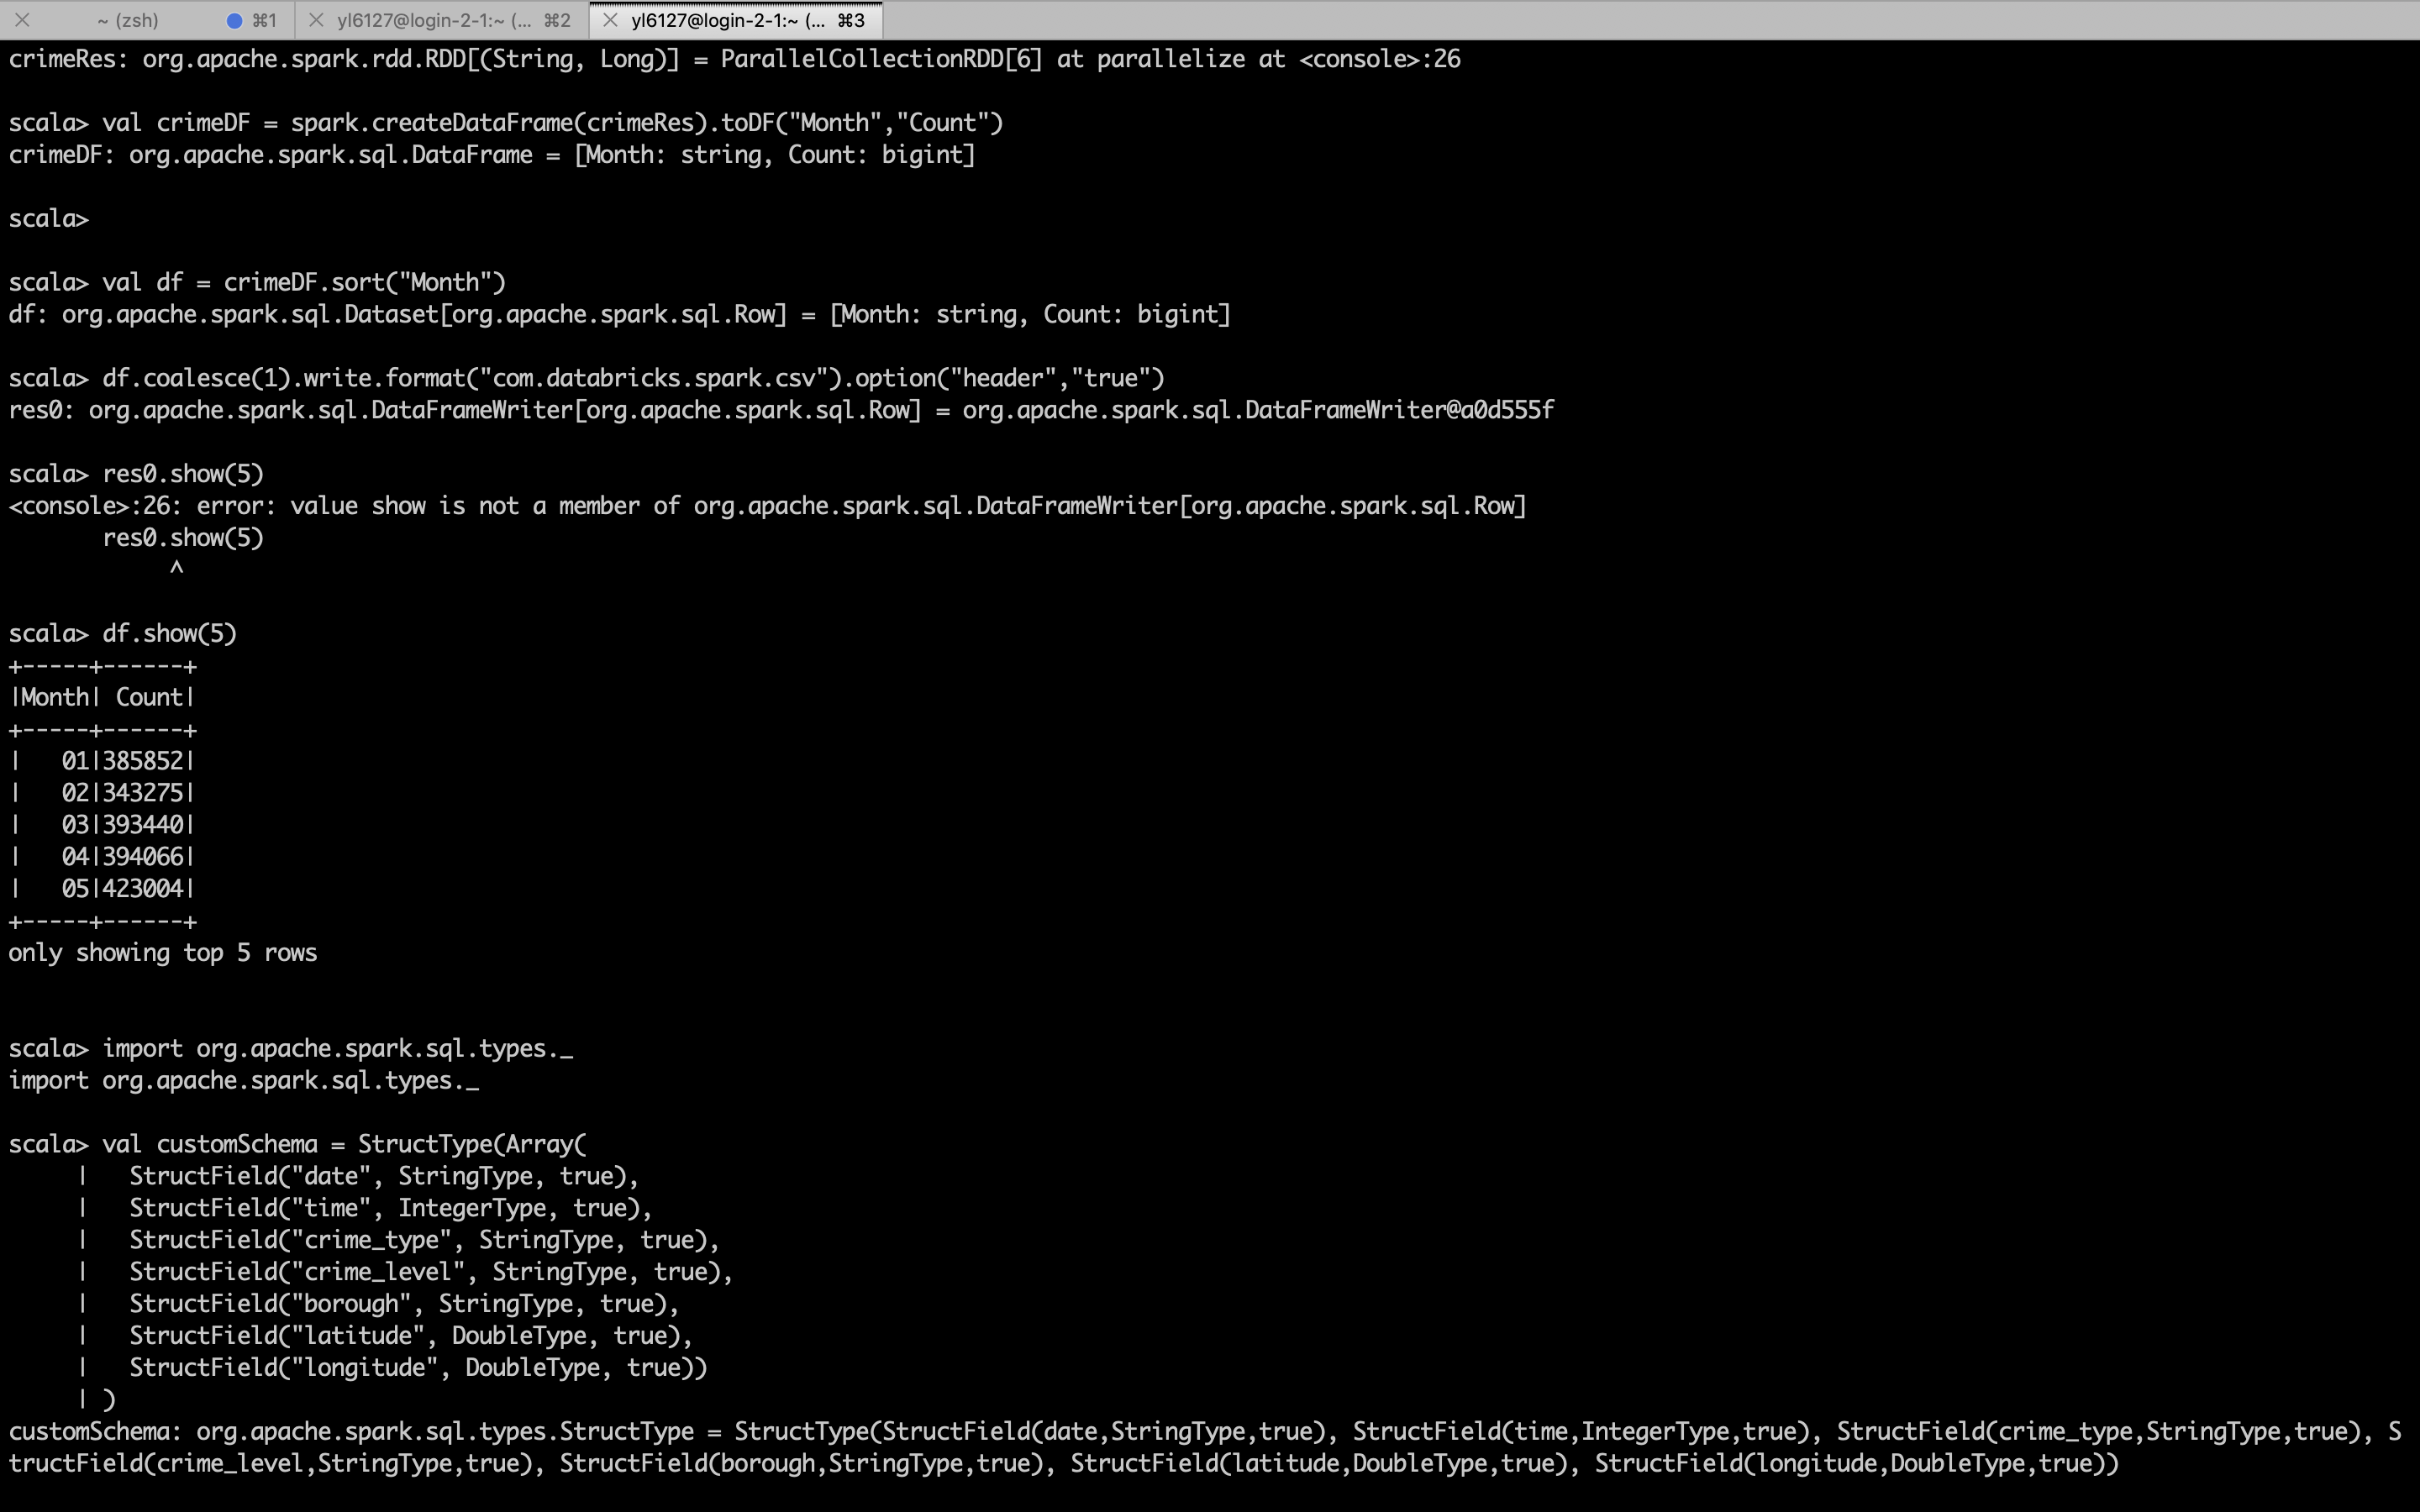 ~ (zsh) ⌘1 yl6127@login-2-1:~ (... ⌘2 yl6127@login-2-1:~ (... ⌘3
crimeRes: org.apache.spark.rdd.RDD[(String, Long)] = ParallelCollectionRDD[6] at parallelize at <console>:26
scala> val crimeDF = spark.createDataFrame(crimeRes).toDF("Month","Count")
crimeDF: org.apache.spark.sql.DataFrame = [Month: string, Count: bigint]
scala>
scala> val df = crimeDF.sort("Month")
df: org.apache.spark.sql.Dataset[org.apache.spark.sql.Row] = [Month: string, Count: bigint]
scala> df.coalesce(1).write.format("com.databricks.spark.csv").option("header","true")
res0: org.apache.spark.sql.DataFrameWriter[org.apache.spark.sql.Row] = org.apache.spark.sql.DataFrameWriter@a0d555f
scala> res0.show(5)
<console>:26: error: value show is not a member of org.apache.spark.sql.DataFrameWriter[org.apache.spark.sql.Row]
       res0.show(5)
            ^
scala> df.show(5)
+-----+------+
|Month| Count|
+-----+------+
|   01|385852|
|   02|343275|
|   03|393440|
|   04|394066|
|   05|423004|
+-----+------+
only showing top 5 rows
scala> import org.apache.spark.sql.types._
import org.apache.spark.sql.types._
scala> val customSchema = StructType(Array(
     |   StructField("date", StringType, true),
     |   StructField("time", IntegerType, true),
     |   StructField("crime_type", StringType, true),
     |   StructField("crime_level", StringType, true),
     |   StructField("borough", StringType, true),
     |   StructField("latitude", DoubleType, true),
     |   StructField("longitude", DoubleType, true))
     | )
customSchema: org.apache.spark.sql.types.StructType = StructType(StructField(date,StringType,true), StructField(time,IntegerType,true), StructField(crime_type,StringType,true), S
tructField(crime_level,StringType,true), StructField(borough,StringType,true), StructField(latitude,DoubleType,true), StructField(longitude,DoubleType,true))